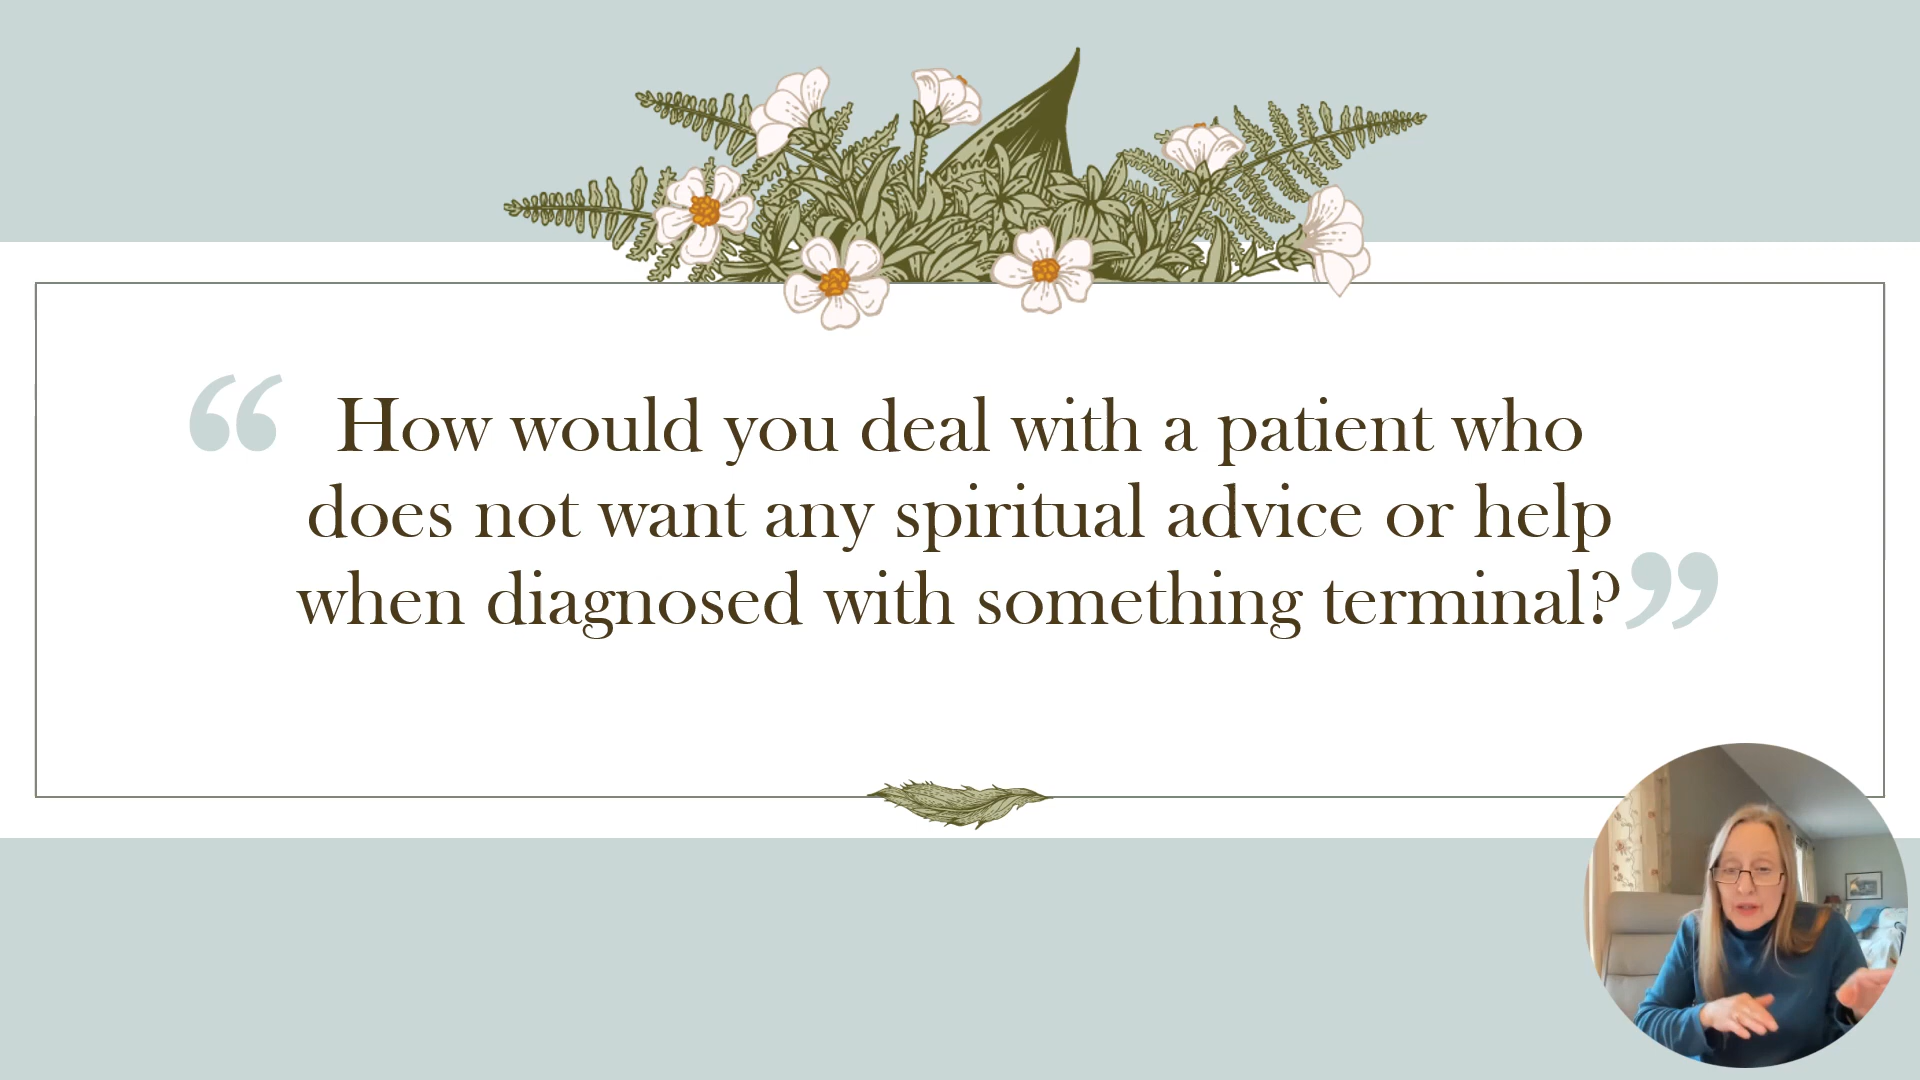 “How would you deal with a patient who
does not want any spiritual advice or help
when diagnosed with something terminal?”